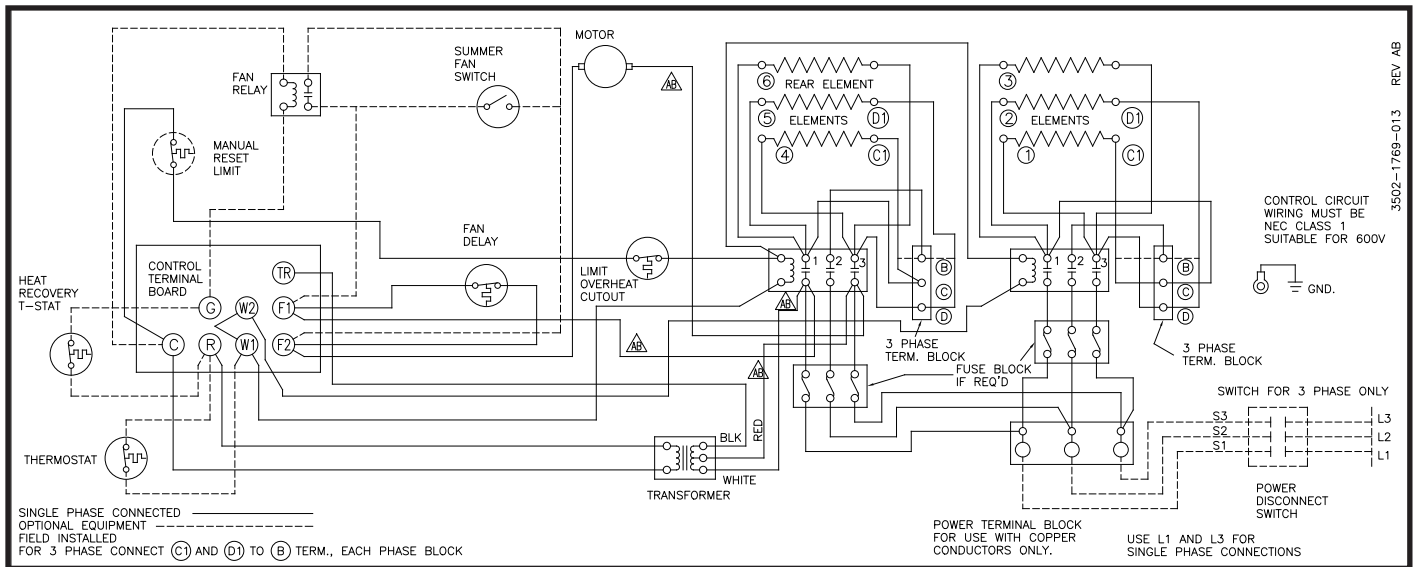 MOTOR
SUMMER
FAN
SWITCH
FAN
RELAY
MANUAL
RESET
LIMIT
FAN
DELAY
LIMIT
OVERHEAT
CUTOUT
HEAT
RECOVERY
T-STAT
CONTROL
TERMINAL
BOARD
TR
G
W2
F1
C
R
W1
F2
THERMOSTAT
AB
AB
AB
AB
6
REAR ELEMENT
5
ELEMENTS
D1
4
C1
3
2
ELEMENTS
D1
1
C1
1
2
3
B
C
D
1
2
3
B
C
D
3 PHASE
TERM. BLOCK
3 PHASE
TERM. BLOCK
FUSE BLOCK
IF REQ'D
BLK
RED
WHITE
TRANSFORMER
CONTROL CIRCUIT
WIRING MUST BE
NEC CLASS 1
SUITABLE FOR 600V
GND.
3502-1769-013 REV AB
SWITCH FOR 3 PHASE ONLY
S3
S2
S1
L3
L2
L1
POWER
DISCONNECT
SWITCH
POWER TERMINAL BLOCK
FOR USE WITH COPPER
CONDUCTORS ONLY.
USE L1 AND L3 FOR
SINGLE PHASE CONNECTIONS
SINGLE PHASE CONNECTED
OPTIONAL EQUIPMENT
FIELD INSTALLED
FOR 3 PHASE CONNECT C1 AND D1 TO B TERM., EACH PHASE BLOCK